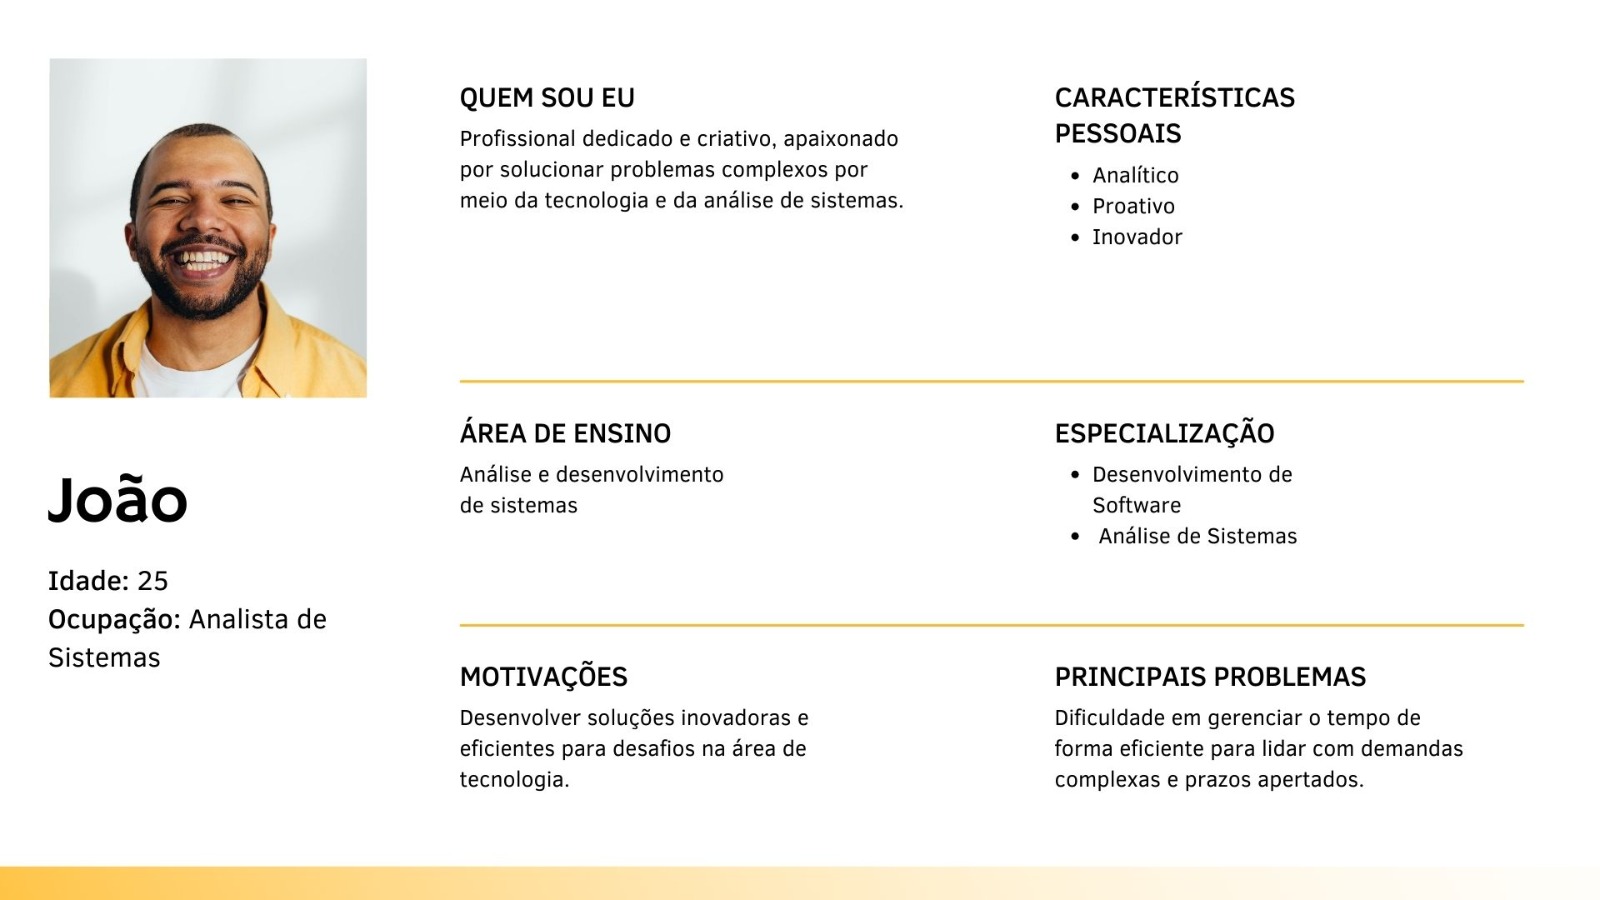 QUEM SOU EU
Profissional dedicado e criativo, apaixonado
por solucionar problemas complexos por
meio da tecnologia e da análise de sistemas.
CARACTERÍSTICAS
PESSOAIS
• Analítico
• Proativo
• Inovador
João
Idade: 25
Ocupação: Analista de
Sistemas
ÁREA DE ENSINO
Análise e desenvolvimento
de sistemas
ESPECIALIZAÇÃO
• Desenvolvimento de
Software
• Análise de Sistemas
MOTIVAÇÕES
Desenvolver soluções inovadoras e
eficientes para desafios na área de
tecnologia.
PRINCIPAIS PROBLEMAS
Dificuldade em gerenciar o tempo de
forma eficiente para lidar com demandas
complexas e prazos apertados.